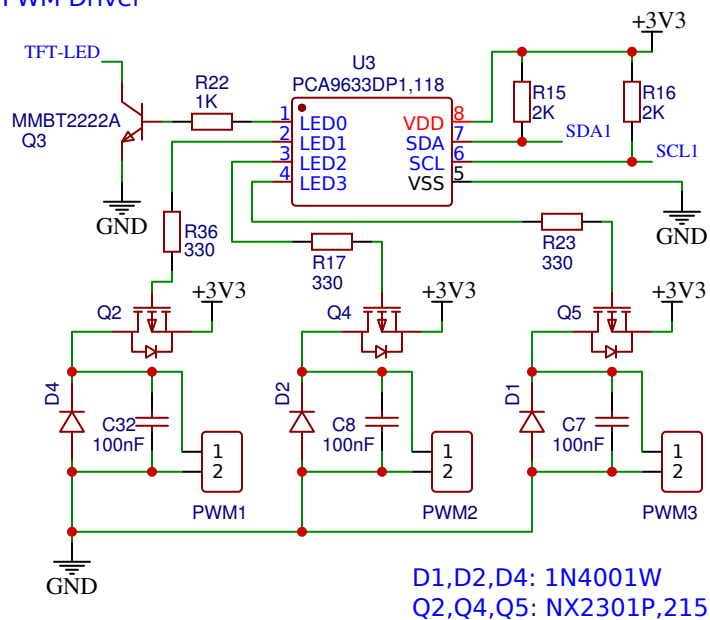 PWM Driver
+3V3
TFT-LED
U3
PCA9633DP1,118
R22
1K
R15
2K
R16
2K
MMBT2222A
Q3
1
2
3
4
LED0
LED1
LED2
LED3
VDD
SDA
SCL
VSS
8
7
6
5
SDA1
SCL1
GND
GND
R36
330
R17
330
R23
330
Q2
+3V3
Q4
+3V3
Q5
+3V3
D4
C32
100nF
1
2
PWM1
D2
C8
100nF
1
2
PWM2
D1
C7
100nF
1
2
PWM3
GND
D1,D2,D4: 1N4001W
Q2,Q4,Q5: NX2301P,215